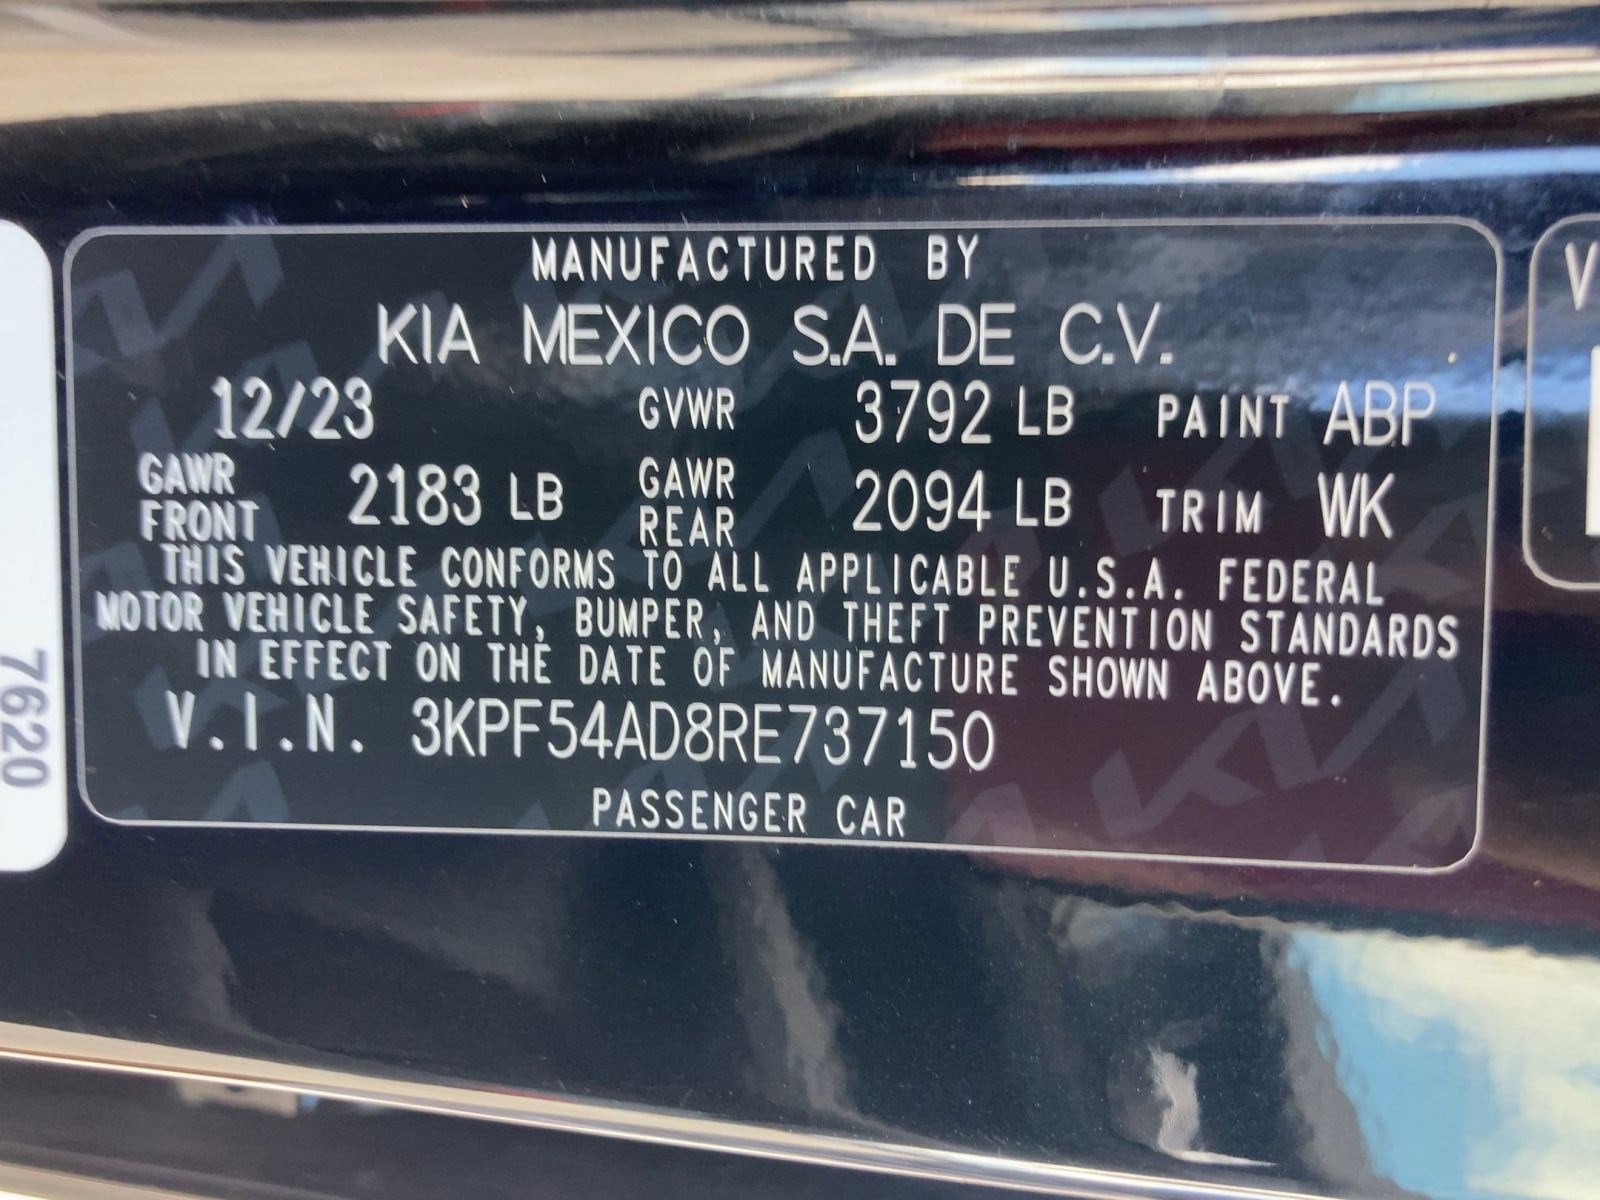 MANUFACTURED BY
KIA MEXICO S.A. DE C.V.
12/23 GVWR 3792 LB PAINT ABP
GAWR FRONT 2183 LB GAWR REAR 2094 LB TRIM WK
THIS VEHICLE CONFORMS TO ALL APPLICABLE U.S.A. FEDERAL
MOTOR VEHICLE SAFETY, BUMPER, AND THEFT PREVENTION STANDARDS
IN EFFECT ON THE DATE OF MANUFACTURE SHOWN ABOVE.
V.I.N. 3KPF54AD8RE737150
PASSENGER CAR
7620